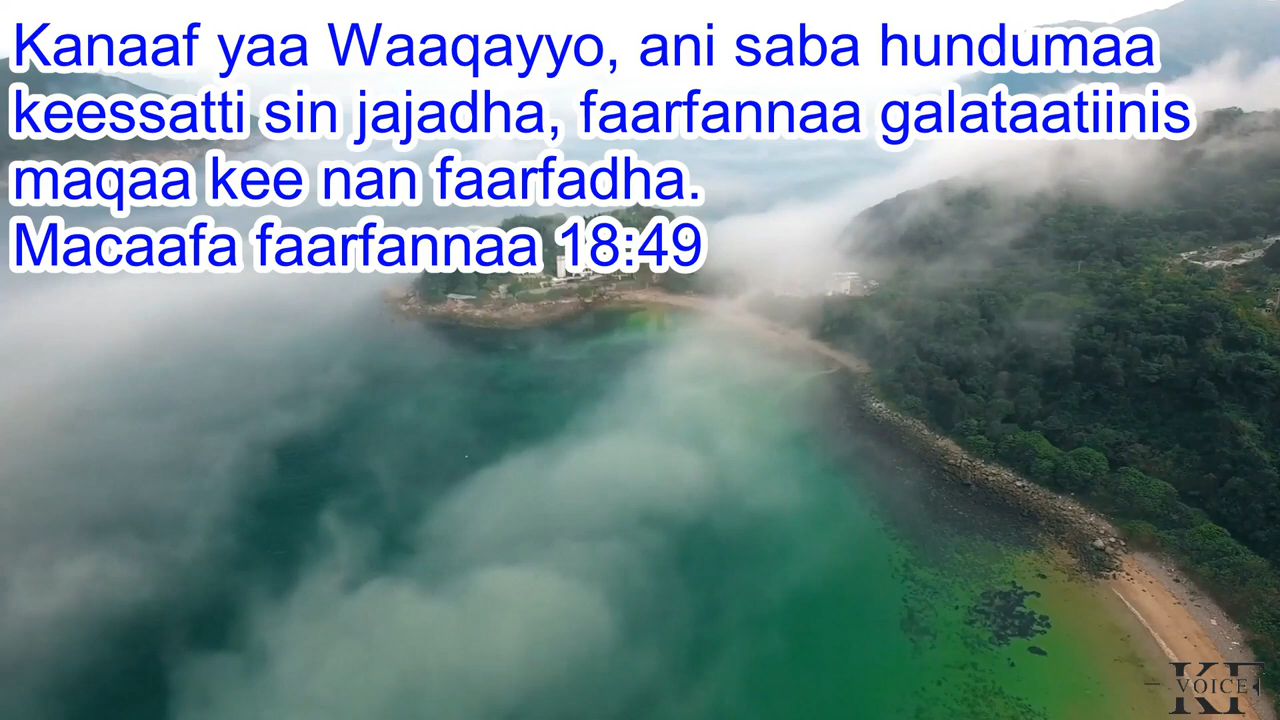 Kanaaf yaa Waaqayyo, ani saba hundumaa
keessatti sin jajadha, faarfannaa galataatiinis
maqaa kee nan faarfadha.
Macaafa faarfannaa 18:49
KF
VOICE